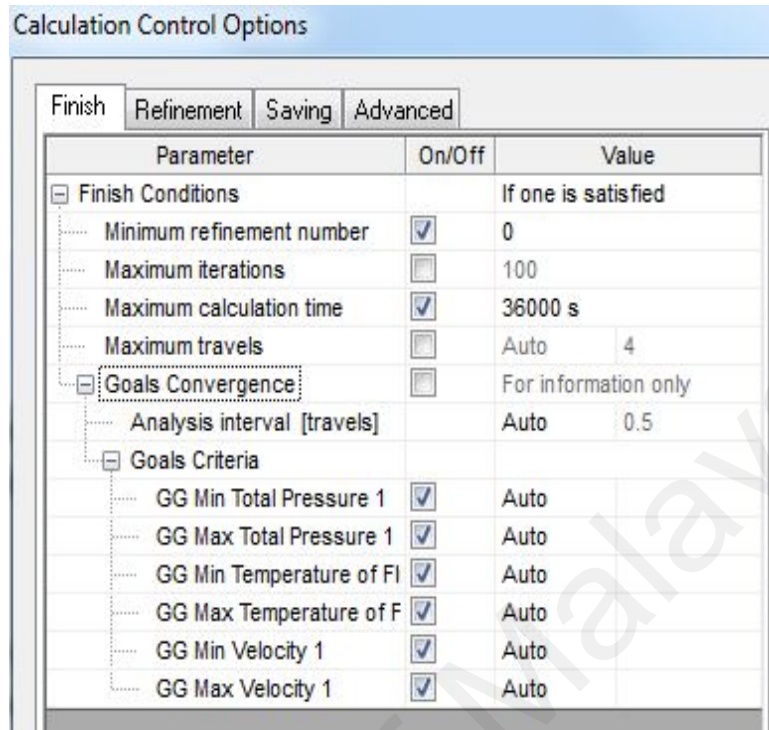 Calculation Control Options
Finish Refinement Saving Advanced
Parameter On/Off Value
Finish Conditions If one is satisfied
Minimum refinement number 0
Maximum iterations 100
Maximum calculation time 36000 s
Maximum travels Auto 4
Goals Convergence For information only
Analysis interval [travels] Auto 0.5
Goals Criteria
GG Min Total Pressure 1 Auto
GG Max Total Pressure 1 Auto
GG Min Temperature of Fl Auto
GG Max Temperature of F Auto
GG Min Velocity 1 Auto
GG Max Velocity 1 Auto